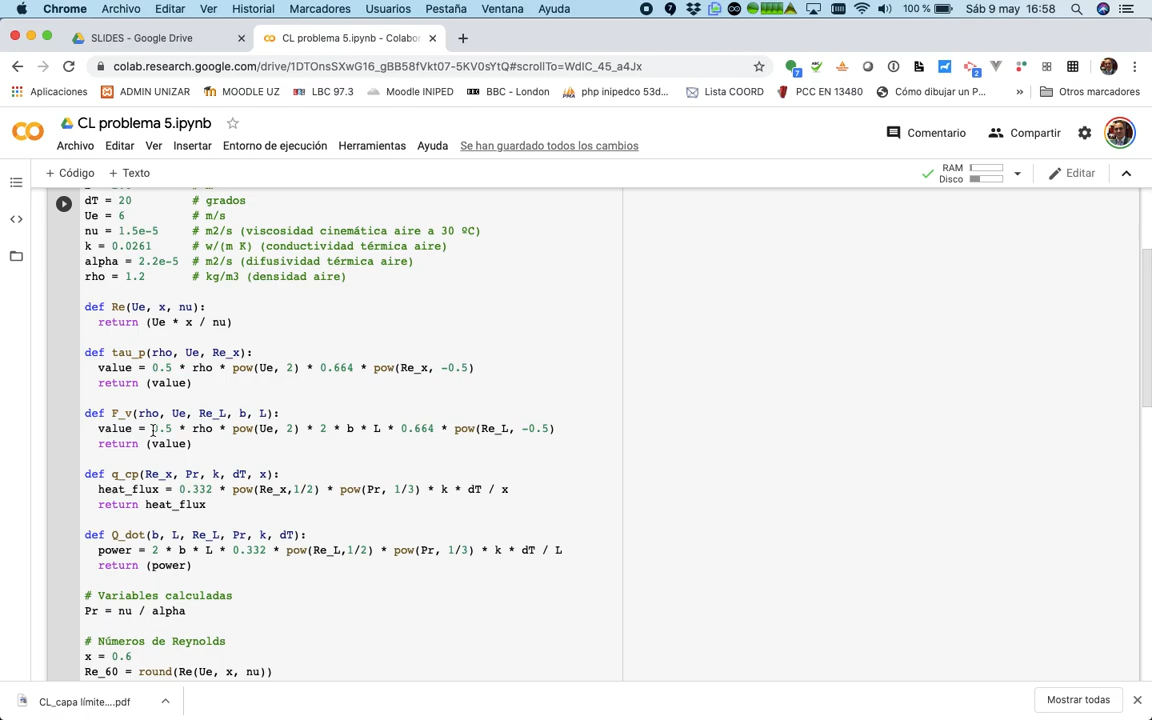 Chrome Archivo Editar Ver Historial Marcadores Usuarios Pestaña Ventana Ayuda 100 % Sáb 9 may 16:58
SLIDES - Google Drive CL problema 5.ipynb - Colabor
colab.research.google.com/drive/1DTOnsSXwG16_gBB58fVkt07-5KV0sYtQ#scrollTo=WdIC_45_a4Jx
Aplicaciones ADMIN UNIZAR MOODLE UZ LBC 97.3 Moodle INIPED BBC - London php inipedco 53d... Lista COORD PCC EN 13480 Cómo dibujar un P... » Otros marcadores
CL problema 5.ipynb
Comentario Compartir
Archivo Editar Ver Insertar Entorno de ejecución Herramientas Ayuda Se han guardado todos los cambios
+ Código + Texto RAM Disco Editar
dT = 20 # grados
Ue = 6 # m/s
nu = 1.5e-5 # m2/s (viscosidad cinemática aire a 30 ºC)
k = 0.0261 # w/(m K) (conductividad térmica aire)
alpha = 2.2e-5 # m2/s (difusividad térmica aire)
rho = 1.2 # kg/m3 (densidad aire)
def Re(Ue, x, nu):
return (Ue * x / nu)
def tau_p(rho, Ue, Re_x):
value = 0.5 * rho * pow(Ue, 2) * 0.664 * pow(Re_x, -0.5)
return (value)
def F_v(rho, Ue, Re_L, b, L):
value = 0.5 * rho * pow(Ue, 2) * 2 * b * L * 0.664 * pow(Re_L, -0.5)
return (value)
def q_cp(Re_x, Pr, k, dT, x):
heat_flux = 0.332 * pow(Re_x,1/2) * pow(Pr, 1/3) * k * dT / x
return heat_flux
def Q_dot(b, L, Re_L, Pr, k, dT):
power = 2 * b * L * 0.332 * pow(Re_L,1/2) * pow(Pr, 1/3) * k * dT / L
return (power)
# Variables calculadas
Pr = nu / alpha
# Números de Reynolds
x = 0.6
Re_60 = round(Re(Ue, x, nu))
CL_capa límite....pdf Mostrar todas